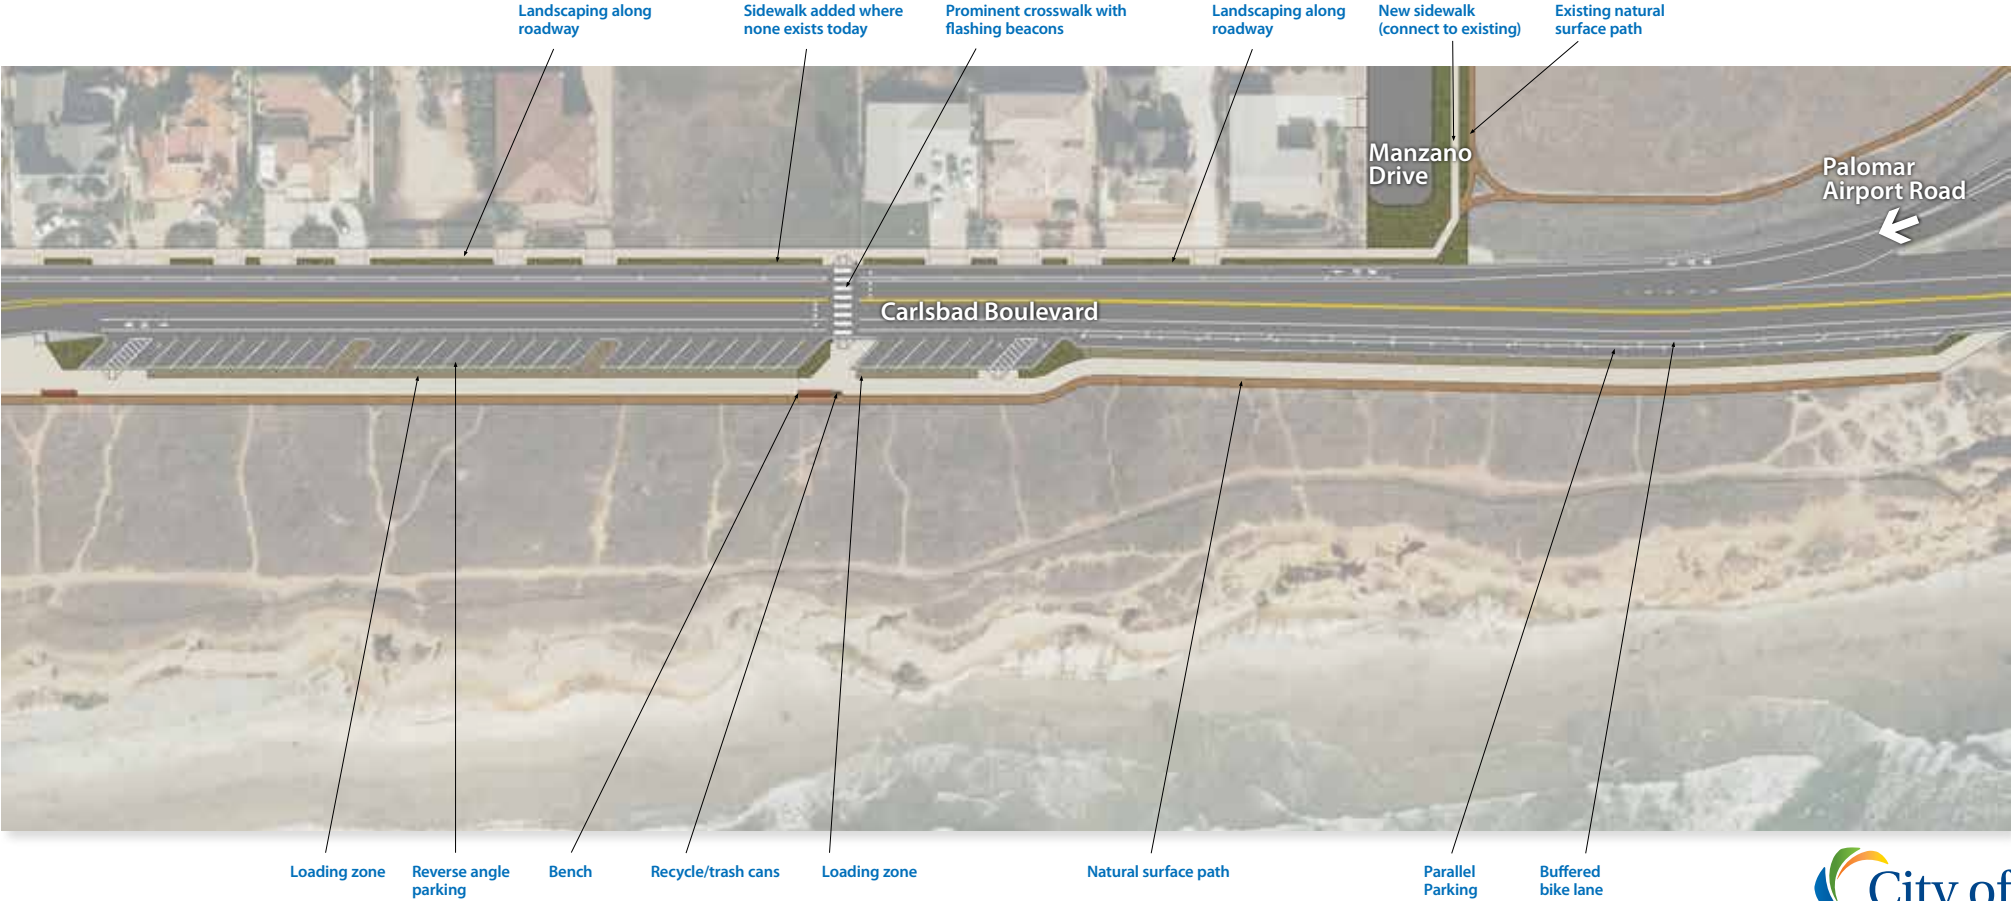 Landscaping along
roadway
Sidewalk added where
none exists today
Prominent crosswalk with
flashing beacons
Landscaping along
roadway
New sidewalk
(connect to existing)
Existing natural
surface path
Manzano
Drive
Palomar
Airport Road
Carlsbad Boulevard
Loading zone
Reverse angle
parking
Bench
Recycle/trash cans
Loading zone
Natural surface path
Parallel
Parking
Buffered
bike lane
City of